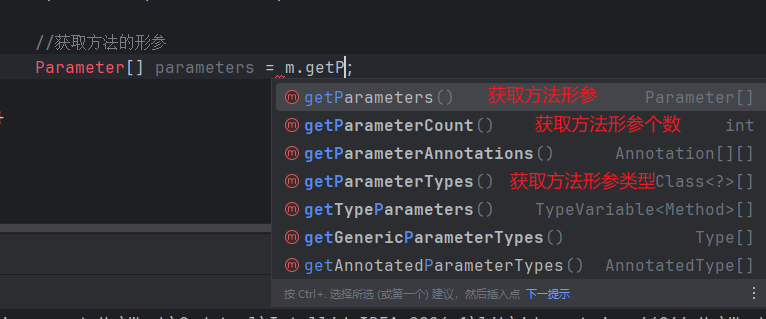 //获取方法的形参
Parameter[] parameters = m.getP;
getParameters() 获取方法形参 Parameter[]
getParameterCount() 获取方法形参个数 int
getParameterAnnotations() Annotation[][]
getParameterTypes() 获取方法形参类型 Class<?>[]
getTypeParameters() TypeVariable<Method>[]
getGenericParameterTypes() Type[]
getAnnotatedParameterTypes() AnnotatedType[]
按 Ctrl+. 选择所选 (或第一个) 建议，然后插入点 下一提示